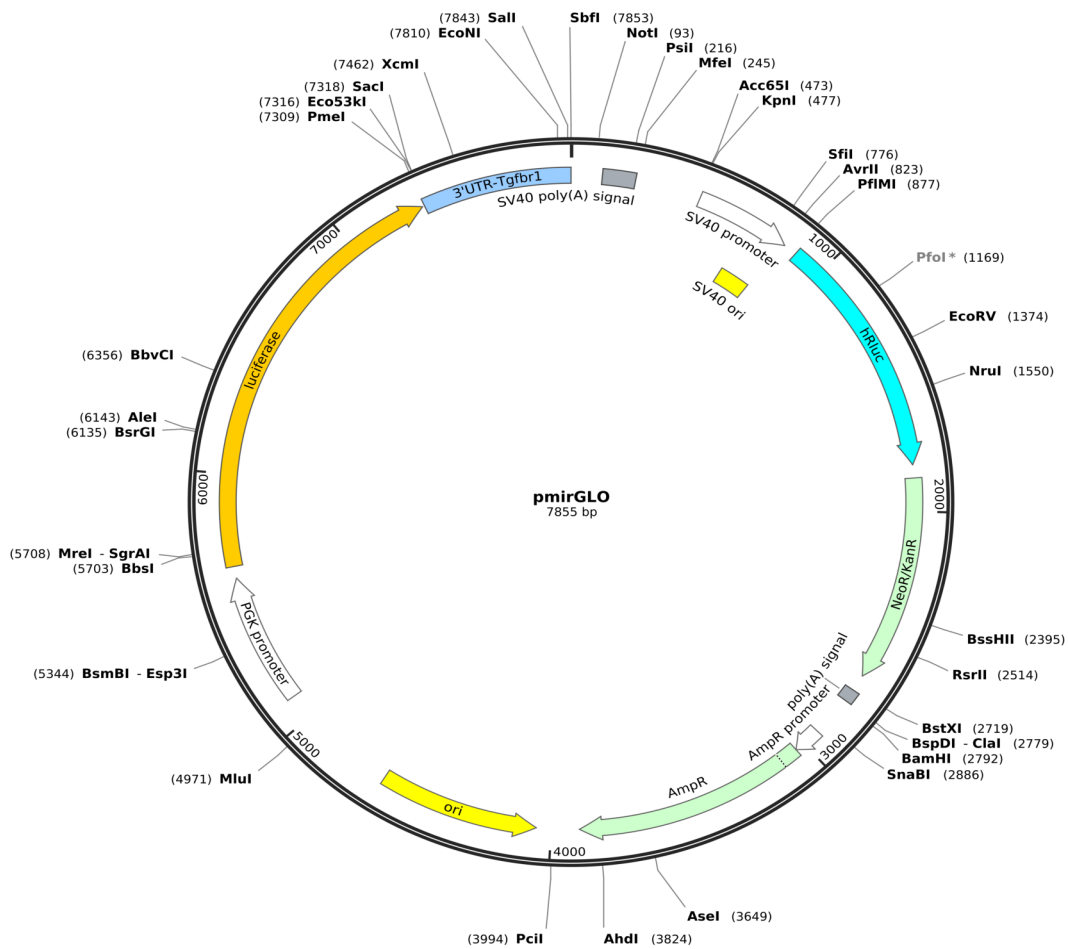 (7843) SalI
SbfI (7853)
(7810) EcoNI
NotI (93)
PsiI (216)
(7462) XcmI
MfeI (245)
(7318) SacI
Acc65I (473)
(7316) Eco53kI
KpnI (477)
(7309) PmeI
SfiI (776)
AvrII (823)
PflMI (877)
3'UTR-Tgfbr1
SV40 poly(A) signal
SV40 promoter
1000
7000
PfoI* (1169)
SV40 ori
EcoRV (1374)
hRluc
luciferase
(6356) BbvCI
NruI (1550)
(6143) AleI
(6135) BsrGI
6000
2000
pmirGLO
7855 bp
(5708) MreI - SgrAI
(5703) BbsI
NeoR/KanR
PGK promoter
BssHII (2395)
(5344) BsmBI - Esp3I
RsrII (2514)
poly(A) signal
AmpR promoter
BstXI (2719)
BspDI - ClaI (2779)
BamHI (2792)
SnaBI (2886)
5000
3000
(4971) MluI
AmpR
ori
4000
AseI (3649)
(3994) PciI
AhdI (3824)